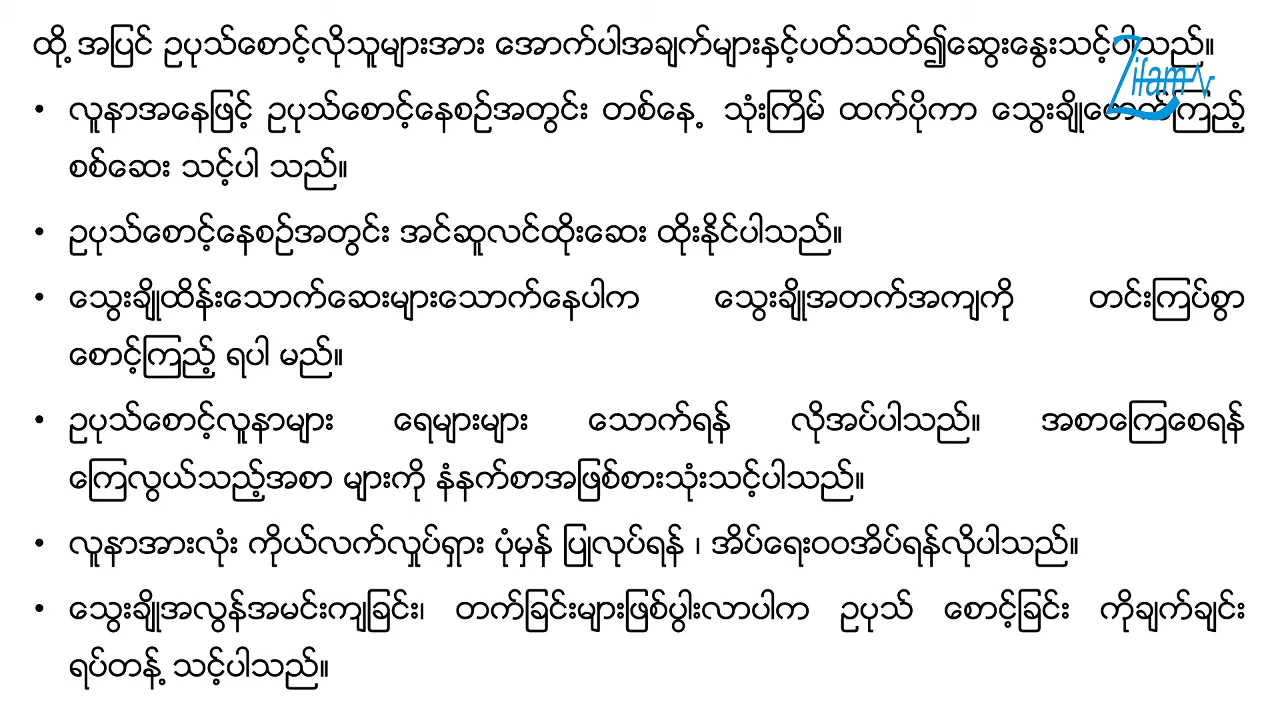 ထို့အပြင် ဥပုသ်စောင့်လိုသူများအား အောက်ပါအချက်များနှင့်ပတ်သတ်၍ဆွေးနွေးသင့်ပါသည်။
Zifam
• လူနာအနေဖြင့် ဥပုသ်စောင့်နေစဉ်အတွင်း တစ်နေ့ သုံးကြိမ် ထက်ပိုကာ သွေးချိုဖောက်ကြည့်
စစ်ဆေး သင့်ပါ သည်။
• ဥပုသ်စောင့်နေစဉ်အတွင်း အင်ဆူလင်ထိုးဆေး ထိုးနိုင်ပါသည်။
• သွေးချိုထိန်းသောက်ဆေးများသောက်နေပါက သွေးချိုအတက်အကျကို တင်းကြပ်စွာ
စောင့်ကြည့် ရပါ မည်။
• ဥပုသ်စောင့်လူနာများ ရေများများ သောက်ရန် လိုအပ်ပါသည်။ အစာကြေစေရန်
ကြေလွယ်သည့်အစာ များကို နံနက်စာအဖြစ်စားသုံးသင့်ပါသည်။
• လူနာအားလုံး ကိုယ်လက်လှုပ်ရှား ပုံမှန် ပြုလုပ်ရန် ၊ အိပ်ရေးဝဝအိပ်ရန်လိုပါသည်။
• သွေးချိုအလွန်အမင်းကျခြင်း၊ တက်ခြင်းများဖြစ်ပွါးလာပါက ဥပုသ် စောင့်ခြင်း ကိုချက်ချင်း
ရပ်တန့် သင့်ပါသည်။